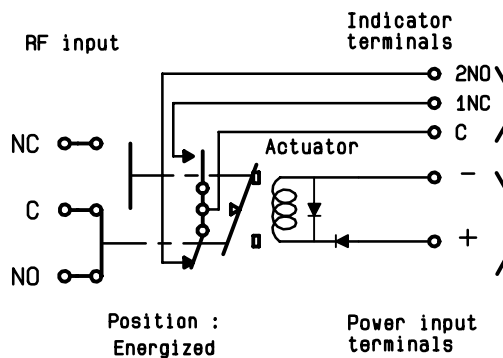 RF input
Indicator
terminals
2NO
1NC
C
NC
Actuator
-
C
+
NO
Position :
Energized
Power input
terminals